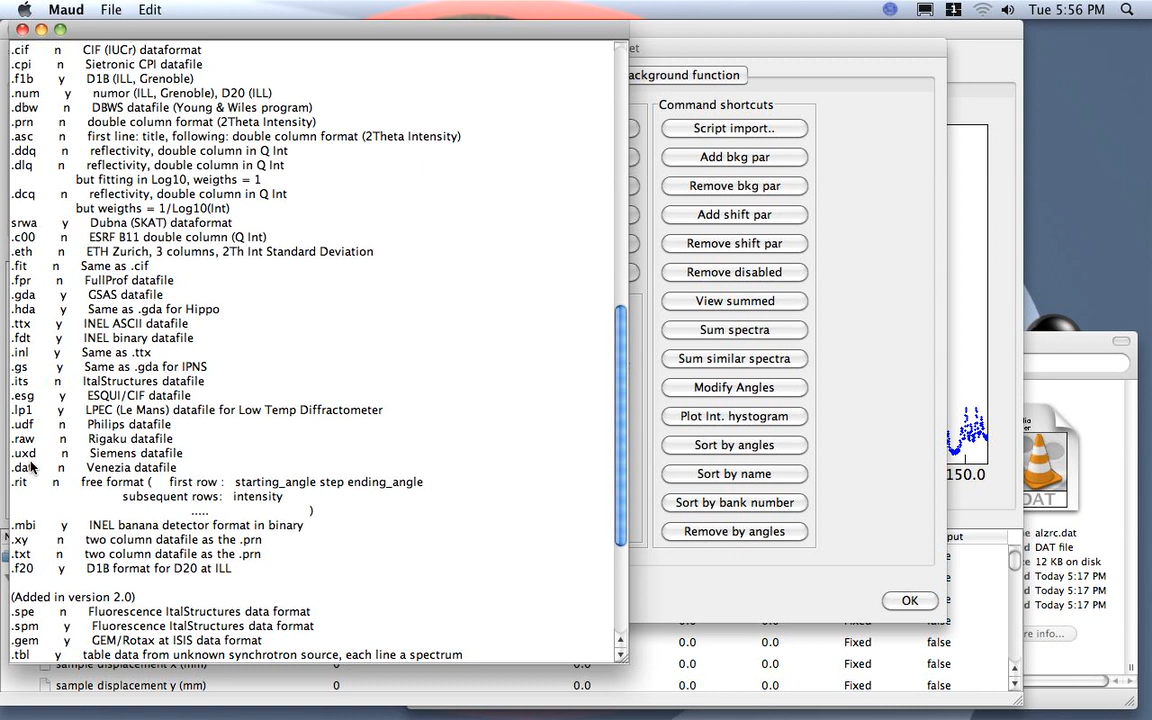 Maud File Edit Tue 5:56 PM
.cif n CIF (IUCr) dataformat
.cpi n Sietronic CPI datafile
.f1b y D1B (ILL, Grenoble)
.num y numor (ILL, Grenoble), D20 (ILL)
.dbw n DBWS datafile (Young & Wiles program)
.prn n double column format (2Theta Intensity)
.asc n first line: title, following: double column format (2Theta Intensity)
.ddq n reflectivity, double column in Q Int
.dlq n reflectivity, double column in Q Int
but fitting in Log10, weigths = 1
.dcq n reflectivity, double column in Q Int
but weigths = 1/Log10(Int)
srwa y Dubna (SKAT) dataformat
.c00 n ESRF B11 double column (Q Int)
.eth n ETH Zurich, 3 columns, 2Th Int Standard Deviation
.fit n Same as .cif
.fpr n FullProf datafile
.gda y GSAS datafile
.hda y Same as .gda for Hippo
.ttx y INEL ASCII datafile
.fdt y INEL binary datafile
.inl y Same as .ttx
.gs y Same as .gda for IPNS
.its n ItalStructures datafile
.esg y ESQUI/CIF datafile
.lp1 y LPEC (Le Mans) datafile for Low Temp Diffractometer
.udf n Philips datafile
.raw n Rigaku datafile
.uxd n Siemens datafile
.dat n Venezia datafile
.rit n free format ( first row : starting_angle step ending_angle
subsequent rows: intensity
..... )
.mbi y INEL banana detector format in binary
.xy n two column datafile as the .prn
.txt n two column datafile as the .prn
.f20 y D1B format for D20 at ILL
(Added in version 2.0)
.spe n Fluorescence ItalStructures data format
.spm y Fluorescence ItalStructures data format
.gem y GEM/Rotax at ISIS data format
.tbl y table data from unknown synchrotron source, each line a spectrum
et
ackground function
Command shortcuts
Script import..
Add bkg par
Remove bkg par
Add shift par
Remove shift par
Remove disabled
View summed
Sum spectra
Sum similar spectra
Modify Angles
Plot Int. hystogram
Sort by angles
Sort by name
Sort by bank number
Remove by angles
OK
150.0
put
e
e
e
0.0 0.0 Fixed false
sample displacement x (mm) 0 0.0 0.0 Fixed false
sample displacement y (mm) 0 0.0 0.0 Fixed false
DAT
e alzrc.dat
d DAT file
e 12 KB on disk
d Today 5:17 PM
d Today 5:17 PM
d Today 5:17 PM
re info...